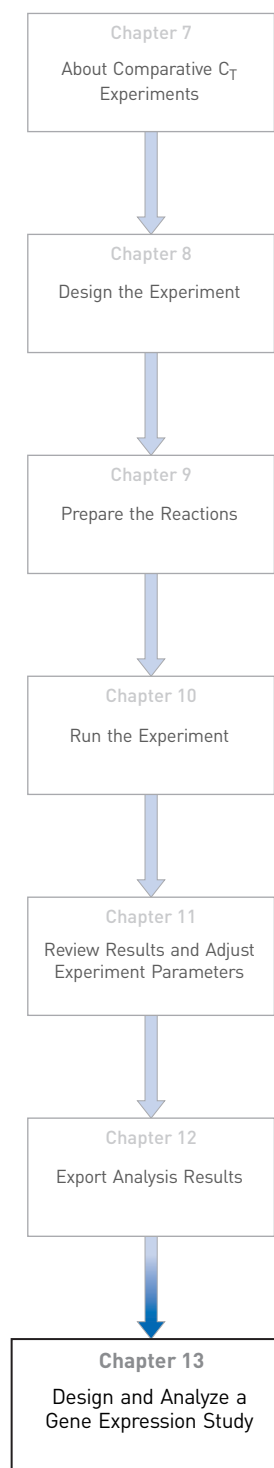 Chapter 7
About Comparative CT
Experiments
Chapter 8
Design the Experiment
Chapter 9
Prepare the Reactions
Chapter 10
Run the Experiment
Chapter 11
Review Results and Adjust
Experiment Parameters
Chapter 12
Export Analysis Results
Chapter 13
Design and Analyze a
Gene Expression Study